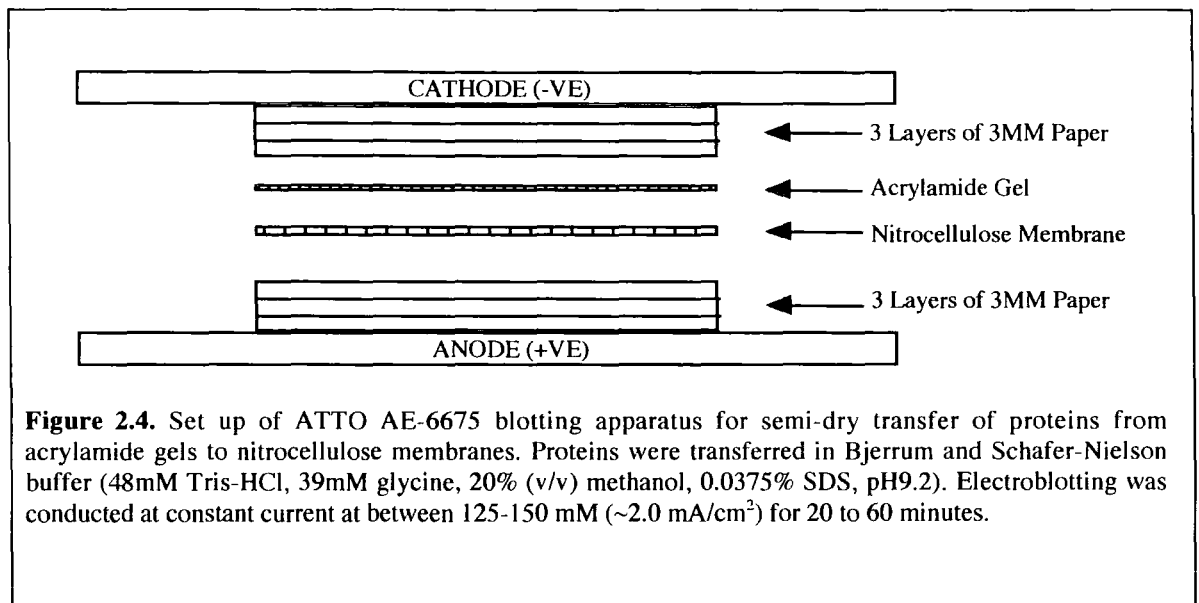 CATHODE (-VE)
3 Layers of 3MM Paper
Acrylamide Gel
Nitrocellulose Membrane
3 Layers of 3MM Paper
ANODE (+VE)
Figure 2.4. Set up of ATTO AE-6675 blotting apparatus for semi-dry transfer of proteins from
acrylamide gels to nitrocellulose membranes. Proteins were transferred in Bjerrum and Schafer-Nielson
buffer (48mM Tris-HCl, 39mM glycine, 20% (v/v) methanol, 0.0375% SDS, pH9.2). Electroblotting was
conducted at constant current at between 125-150 mM (~2.0 mA/cm²) for 20 to 60 minutes.